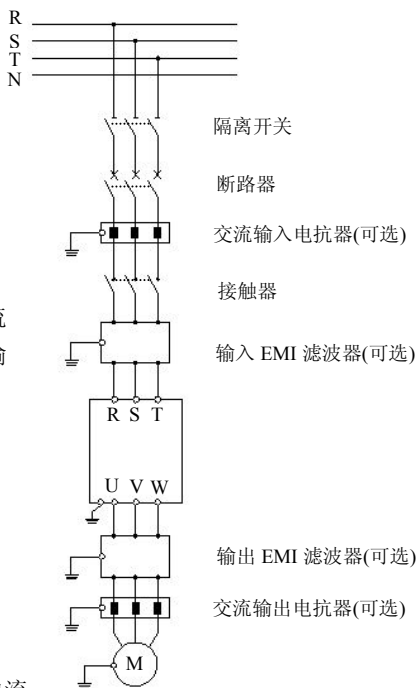 R
S
T
N
隔离开关
断路器
交流输入电抗器(可选)
接触器
输入 EMI 滤波器(可选)
R S T
U V W
输出 EMI 滤波器(可选)
交流输出电抗器(可选)
M